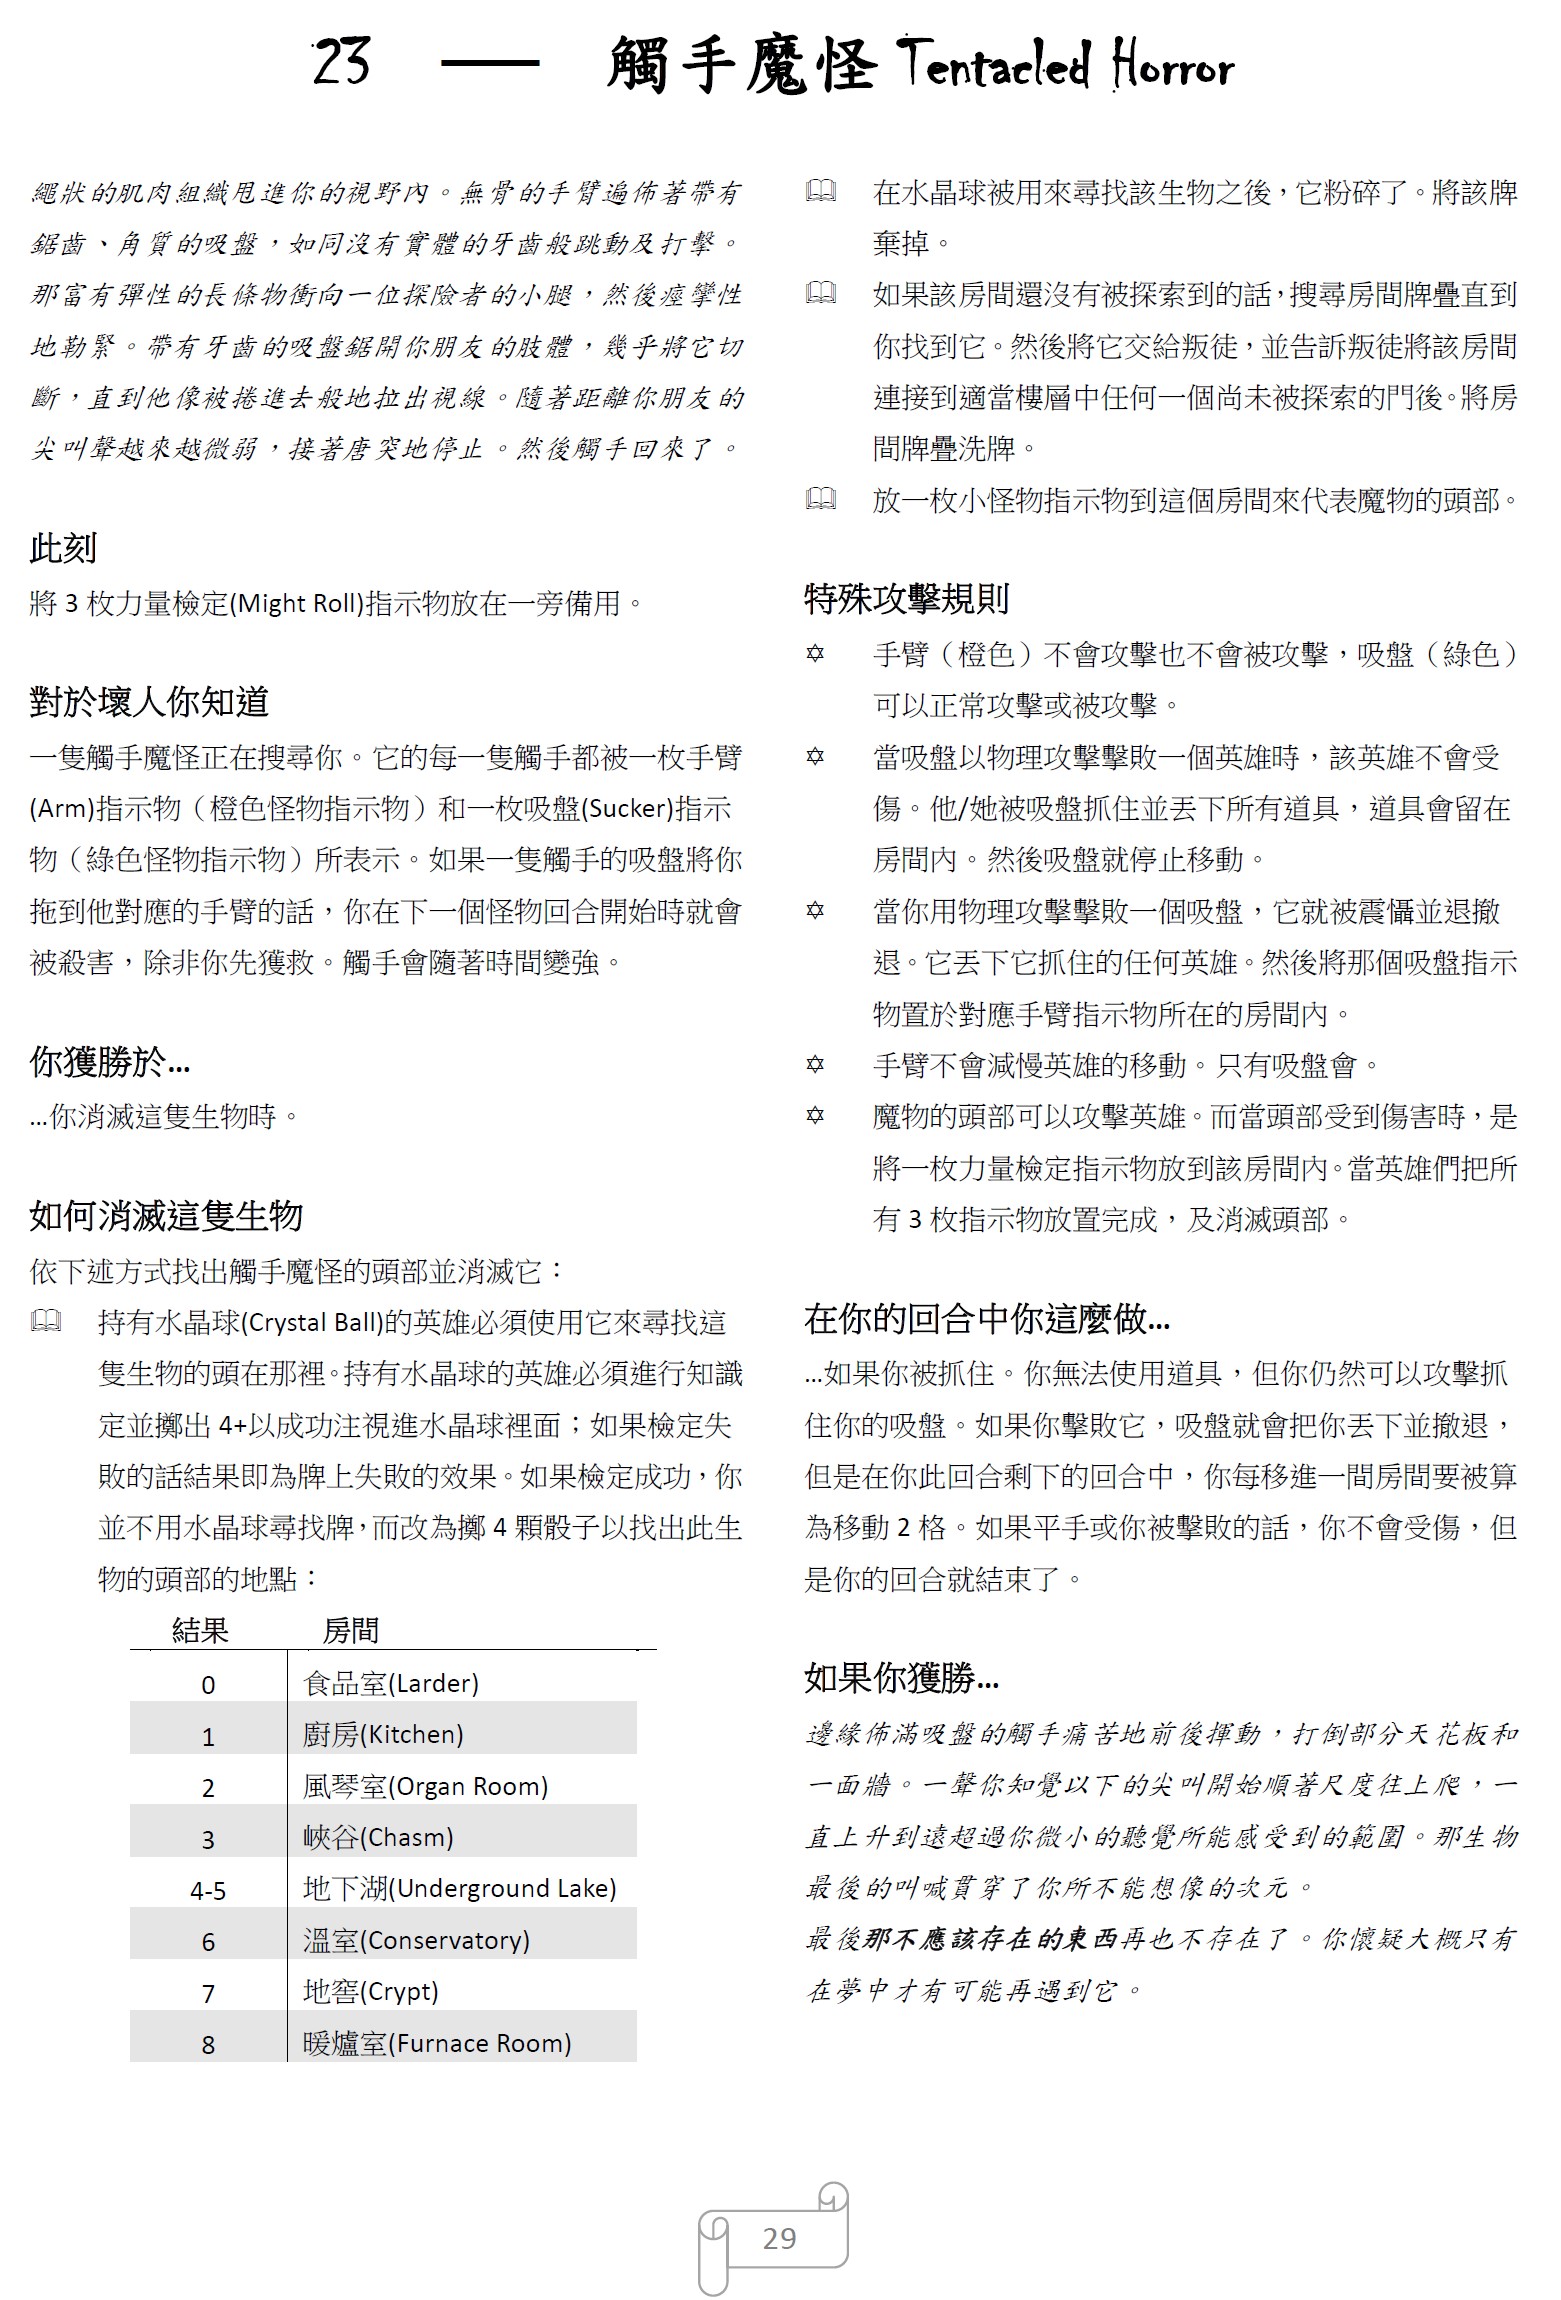 23 — 觸手魔怪 Tentacled Horror
繩狀的肌肉組織甩進你的視野內。無骨的手臂遍佈著帶有
鋸齒、角質的吸盤，如同沒有實體的牙齒般跳動及打擊。
那富有彈性的長條物衝向一位探險者的小腿，然後痙攣性
地勒緊。帶有牙齒的吸盤鋸開你朋友的肢體，幾乎將它切
斷，直到他像被捲進去般地拉出視線。隨著距離你朋友的
尖叫聲越來越微弱，接著唐突地停止。然後觸手回來了。
此刻
將 3 枚力量檢定(Might Roll)指示物放在一旁備用。
對於壞人你知道
一隻觸手魔怪正在搜尋你。它的每一隻觸手都被一枚手臂
(Arm)指示物（橙色怪物指示物）和一枚吸盤(Sucker)指示
物（綠色怪物指示物）所表示。如果一隻觸手的吸盤將你
拖到他對應的手臂的話，你在下一個怪物回合開始時就會
被殺害，除非你先獲救。觸手會隨著時間變強。
你獲勝於...
...你消滅這隻生物時。
如何消滅這隻生物
依下述方式找出觸手魔怪的頭部並消滅它：
持有水晶球(Crystal Ball)的英雄必須使用它來尋找這
隻生物的頭在那裡。持有水晶球的英雄必須進行知識
定並擲出 4+以成功注視進水晶球裡面；如果檢定失
敗的話結果即為牌上失敗的效果。如果檢定成功，你
並不用水晶球尋找牌，而改為擲 4 顆骰子以找出此生
物的頭部的地點：
結果 房間
0 食品室(Larder)
1 廚房(Kitchen)
2 風琴室(Organ Room)
3 峽谷(Chasm)
4-5 地下湖(Underground Lake)
6 溫室(Conservatory)
7 地窖(Crypt)
8 暖爐室(Furnace Room)
在水晶球被用來尋找該生物之後，它粉碎了。將該牌
棄掉。
如果該房間還沒有被探索到的話，搜尋房間牌疊直到
你找到它。然後將它交給叛徒，並告訴叛徒將該房間
連接到適當樓層中任何一個尚未被探索的門後。將房
間牌疊洗牌。
放一枚小怪物指示物到這個房間來代表魔物的頭部。
特殊攻擊規則
手臂（橙色）不會攻擊也不會被攻擊，吸盤（綠色）
可以正常攻擊或被攻擊。
當吸盤以物理攻擊擊敗一個英雄時，該英雄不會受
傷。他/她被吸盤抓住並丟下所有道具，道具會留在
房間內。然後吸盤就停止移動。
當你用物理攻擊擊敗一個吸盤，它就被震懾並退撤
退。它丟下它抓住的任何英雄。然後將那個吸盤指示
物置於對應手臂指示物所在的房間內。
手臂不會減慢英雄的移動。只有吸盤會。
魔物的頭部可以攻擊英雄。而當頭部受到傷害時，是
將一枚力量檢定指示物放到該房間內。當英雄們把所
有 3 枚指示物放置完成，及消滅頭部。
在你的回合中你這麼做...
...如果你被抓住。你無法使用道具，但你仍然可以攻擊抓
住你的吸盤。如果你擊敗它，吸盤就會把你丟下並撤退，
但是在你此回合剩下的回合中，你每移進一間房間要被算
為移動 2 格。如果平手或你被擊敗的話，你不會受傷，但
是你的回合就結束了。
如果你獲勝...
邊緣佈滿吸盤的觸手痛苦地前後揮動，打倒部分天花板和
一面牆。一聲你知覺以下的尖叫開始順著尺度往上爬，一
直上升到遠超過你微小的聽覺所能感受到的範圍。那生物
最後的叫喊貫穿了你所不能想像的次元。
最後那不應該存在的東西再也不存在了。你懷疑大概只有
在夢中才有可能再遇到它。
29